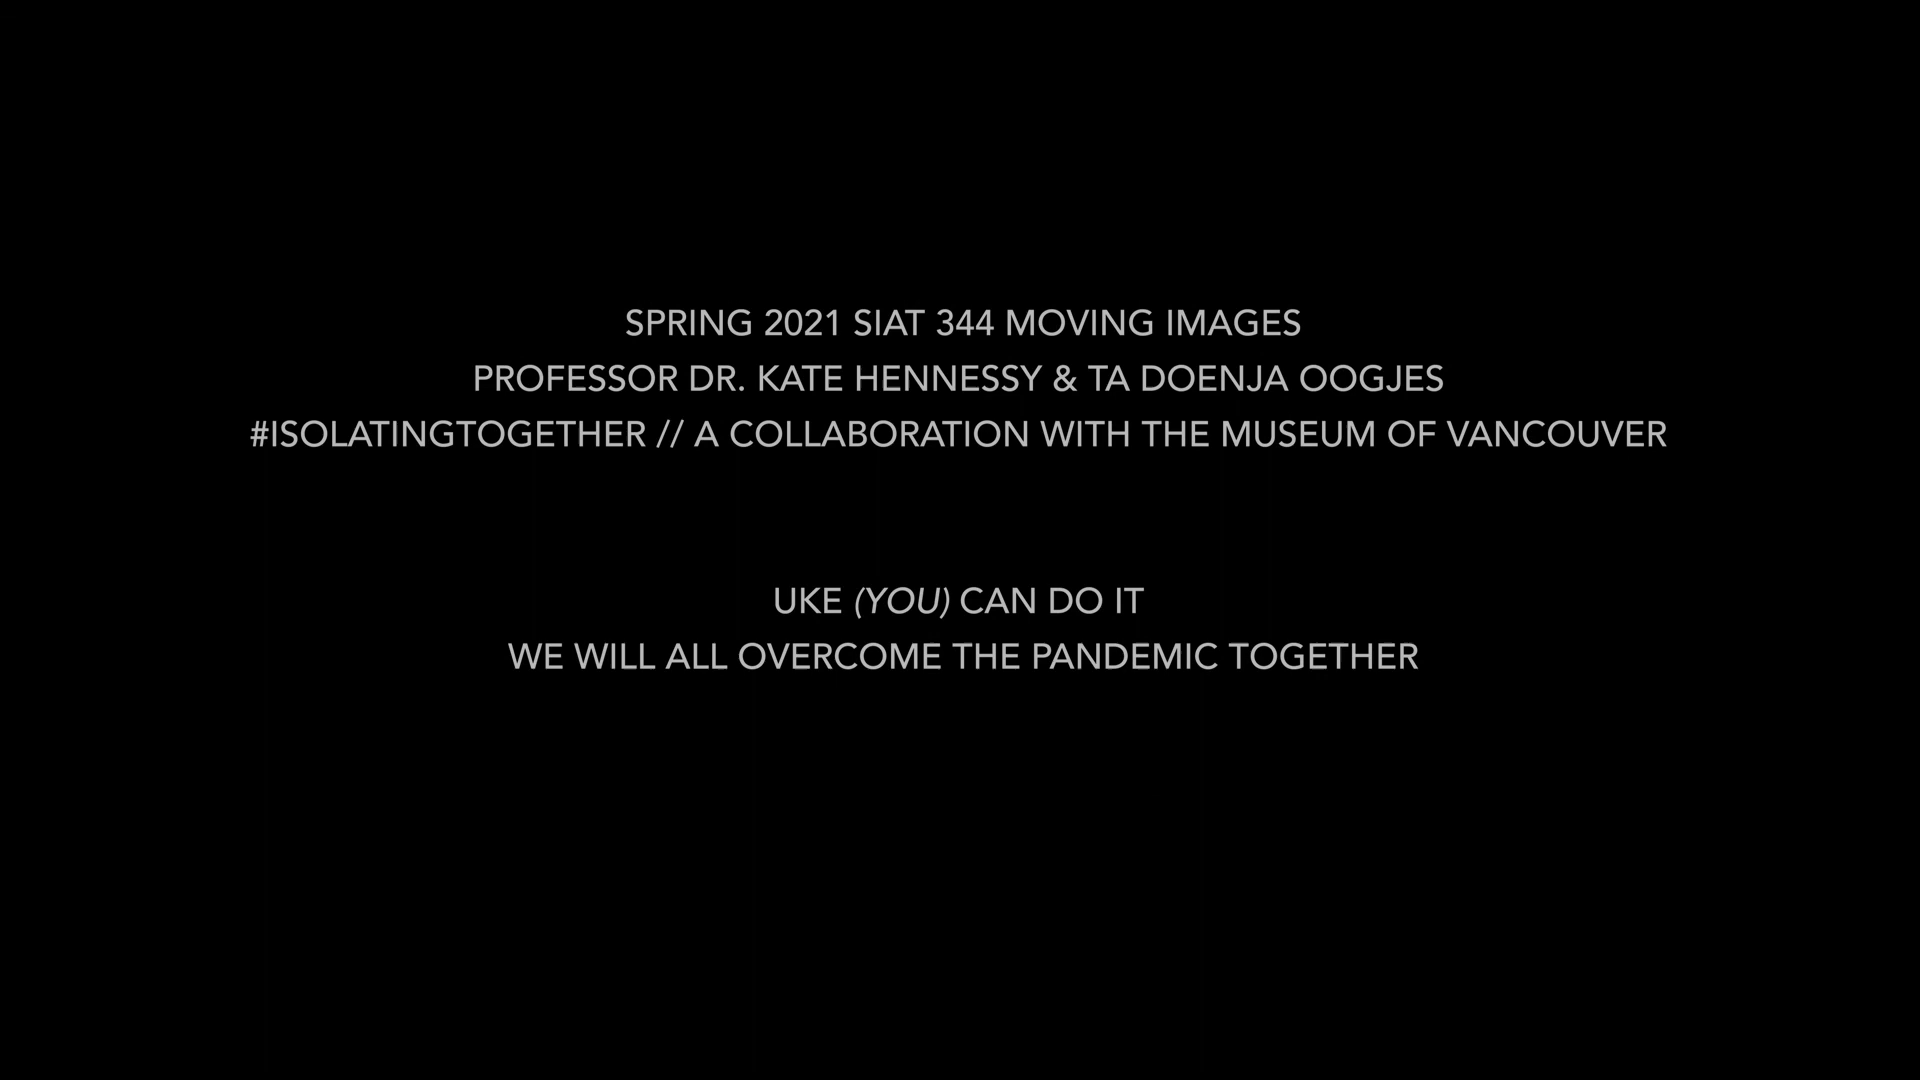 SPRING 2021 SIAT 344 MOVING IMAGES
PROFESSOR DR. KATE HENNESSY & TA DOENJA OOGJES
#ISOLATINGTOGETHER // A COLLABORATION WITH THE MUSEUM OF VANCOUVER
UKE (YOU) CAN DO IT
WE WILL ALL OVERCOME THE PANDEMIC TOGETHER